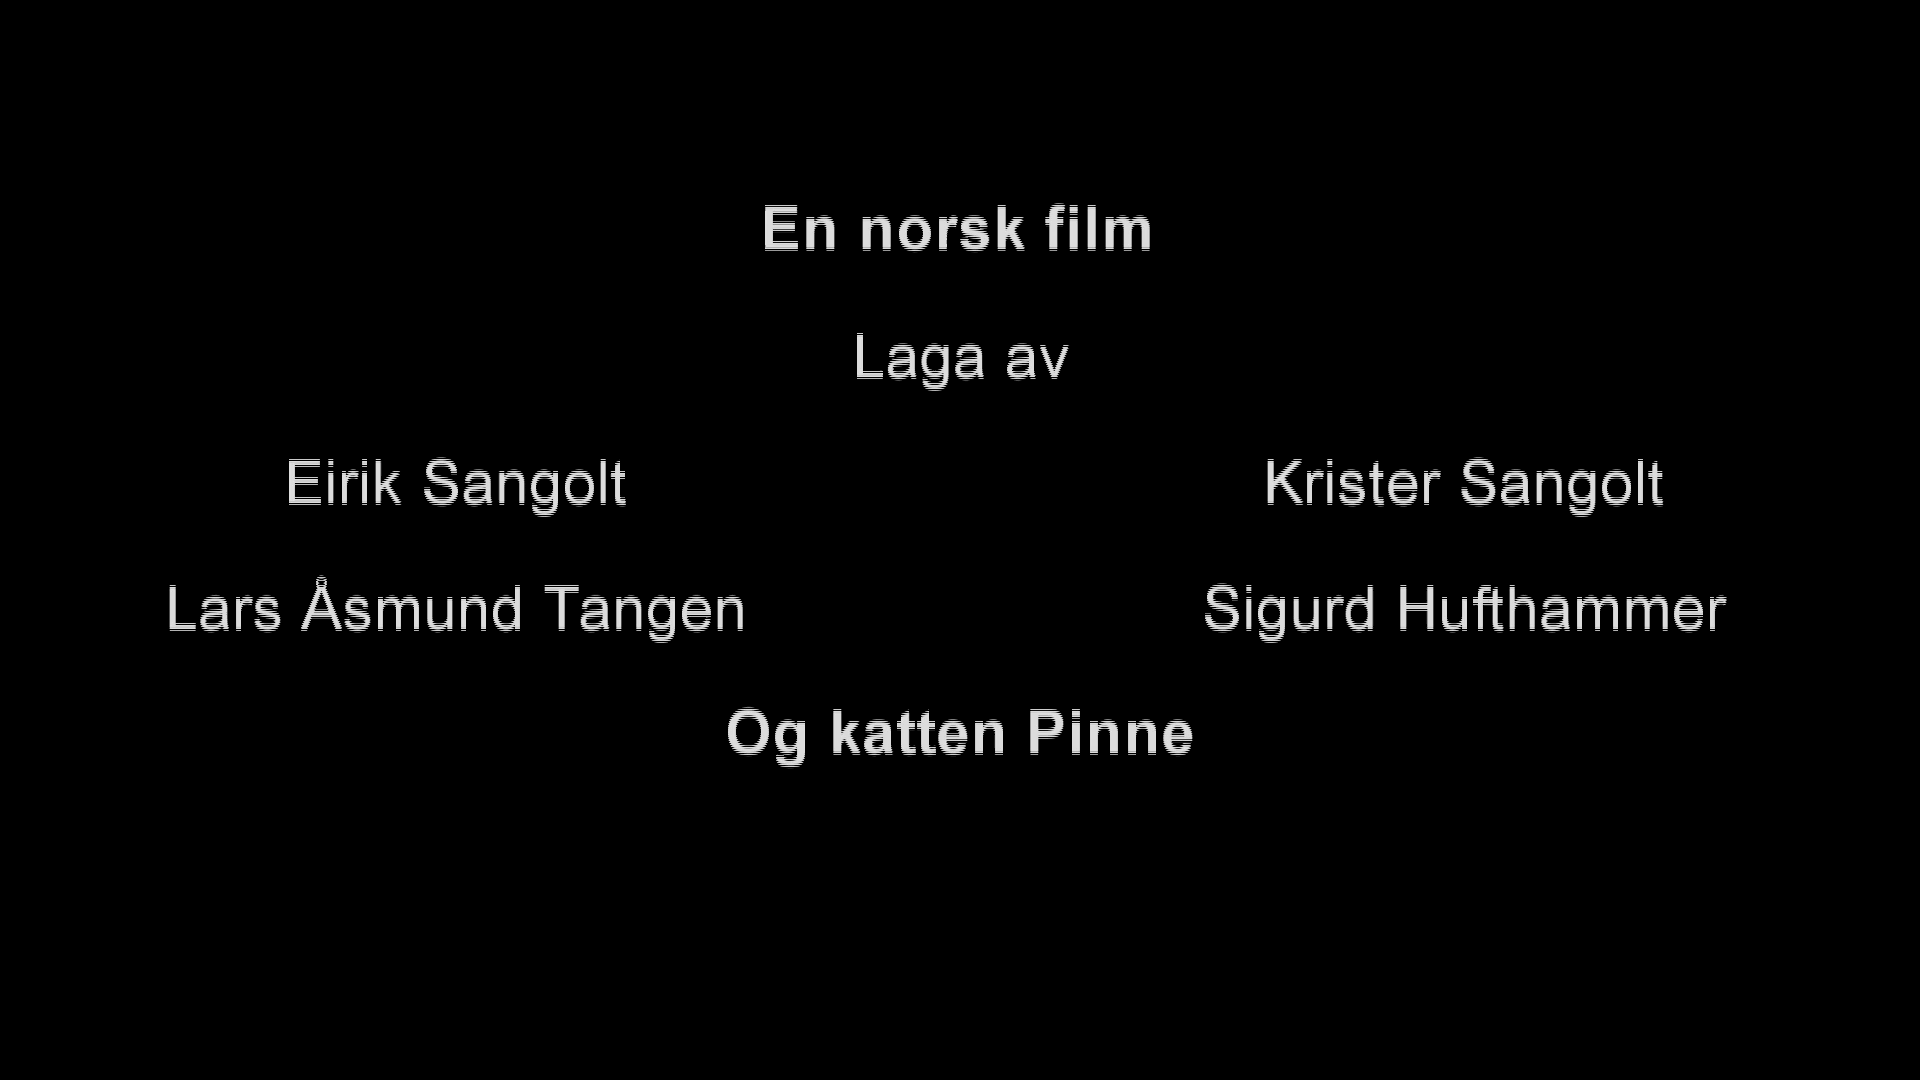 En norsk film
Laga av
Eirik Sangolt Krister Sangolt
Lars Åsmund Tangen Sigurd Hufthammer
Og katten Pinne